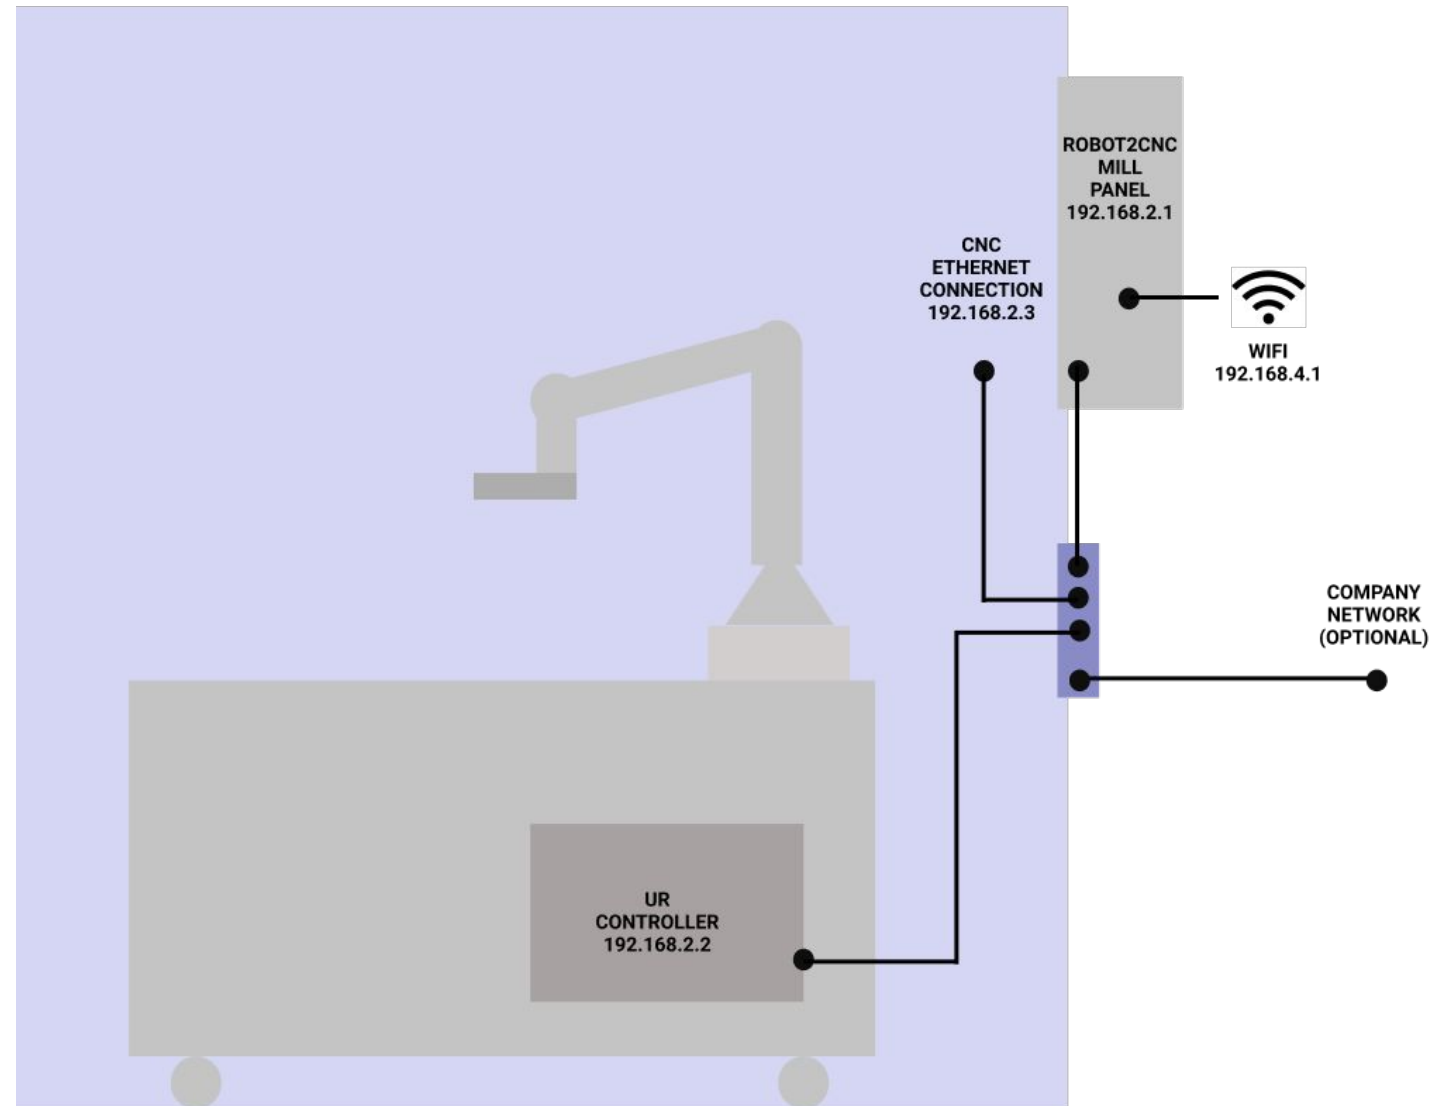 ROBOT2CNC
MILL
PANEL
192.168.2.1
CNC
ETHERNET
CONNECTION
192.168.2.3
WIFI
192.168.4.1
COMPANY
NETWORK
(OPTIONAL)
UR
CONTROLLER
192.168.2.2